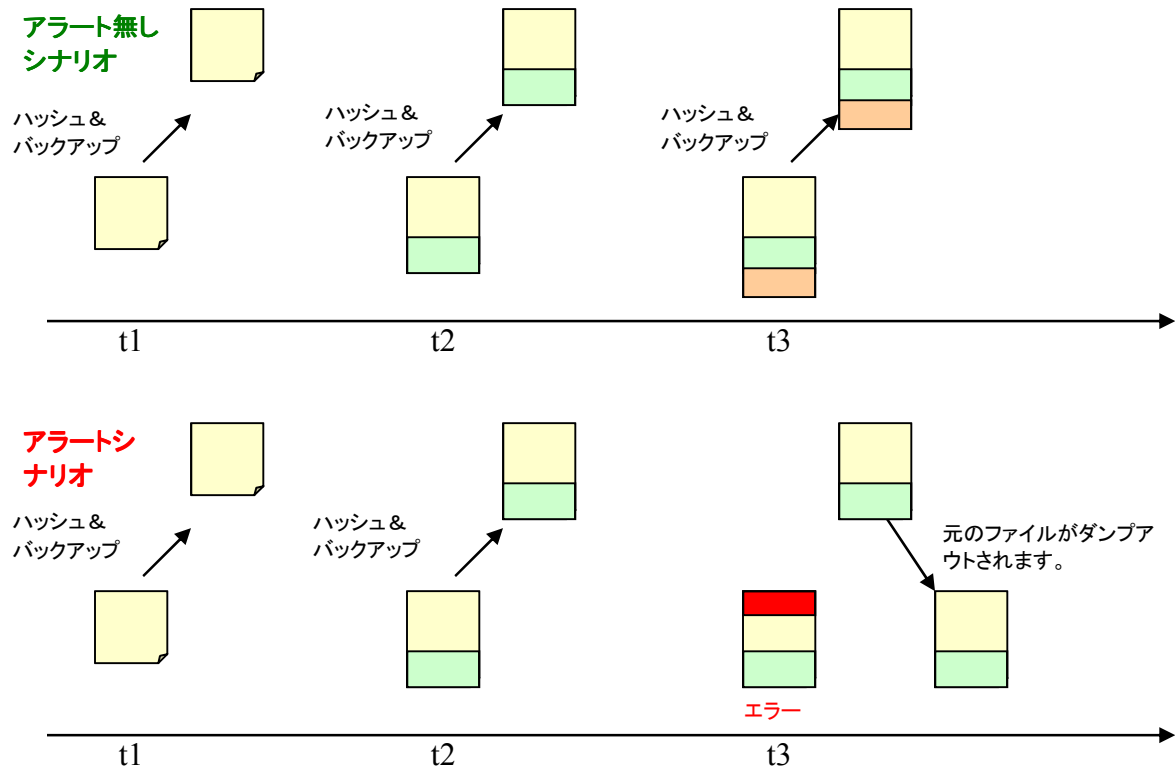 アラート無し
シナリオ
ハッシュ&
バックアップ
ハッシュ&
バックアップ
ハッシュ&
バックアップ
t1
t2
t3
アラートシ
ナリオ
ハッシュ&
バックアップ
ハッシュ&
バックアップ
元のファイルがダンプア
ウトされます。
エラー
t1
t2
t3